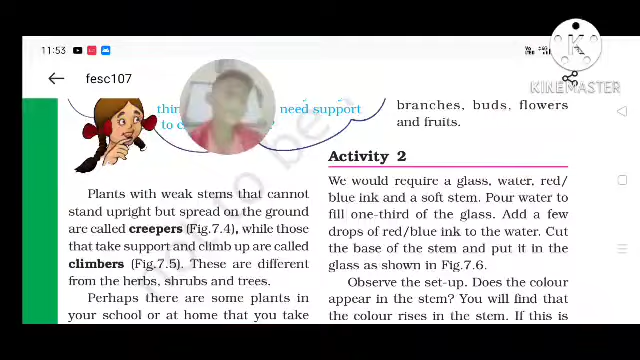 11:53
fesc107
KINEMASTER
thin need support
to c
Plants with weak stems that cannot
stand upright but spread on the ground
are called creepers (Fig.7.4), while those
that take support and climb up are called
climbers (Fig.7.5). These are different
from the herbs, shrubs and trees.
Perhaps there are some plants in
your school or at home that you take
branches, buds, flowers
and fruits.
Activity 2
We would require a glass, water, red/
blue ink and a soft stem. Pour water to
fill one-third of the glass. Add a few
drops of red/blue ink to the water. Cut
the base of the stem and put it in the
glass as shown in Fig.7.6.
Observe the set-up. Does the colour
appear in the stem? You will find that
the colour rises in the stem. If this is
not to be